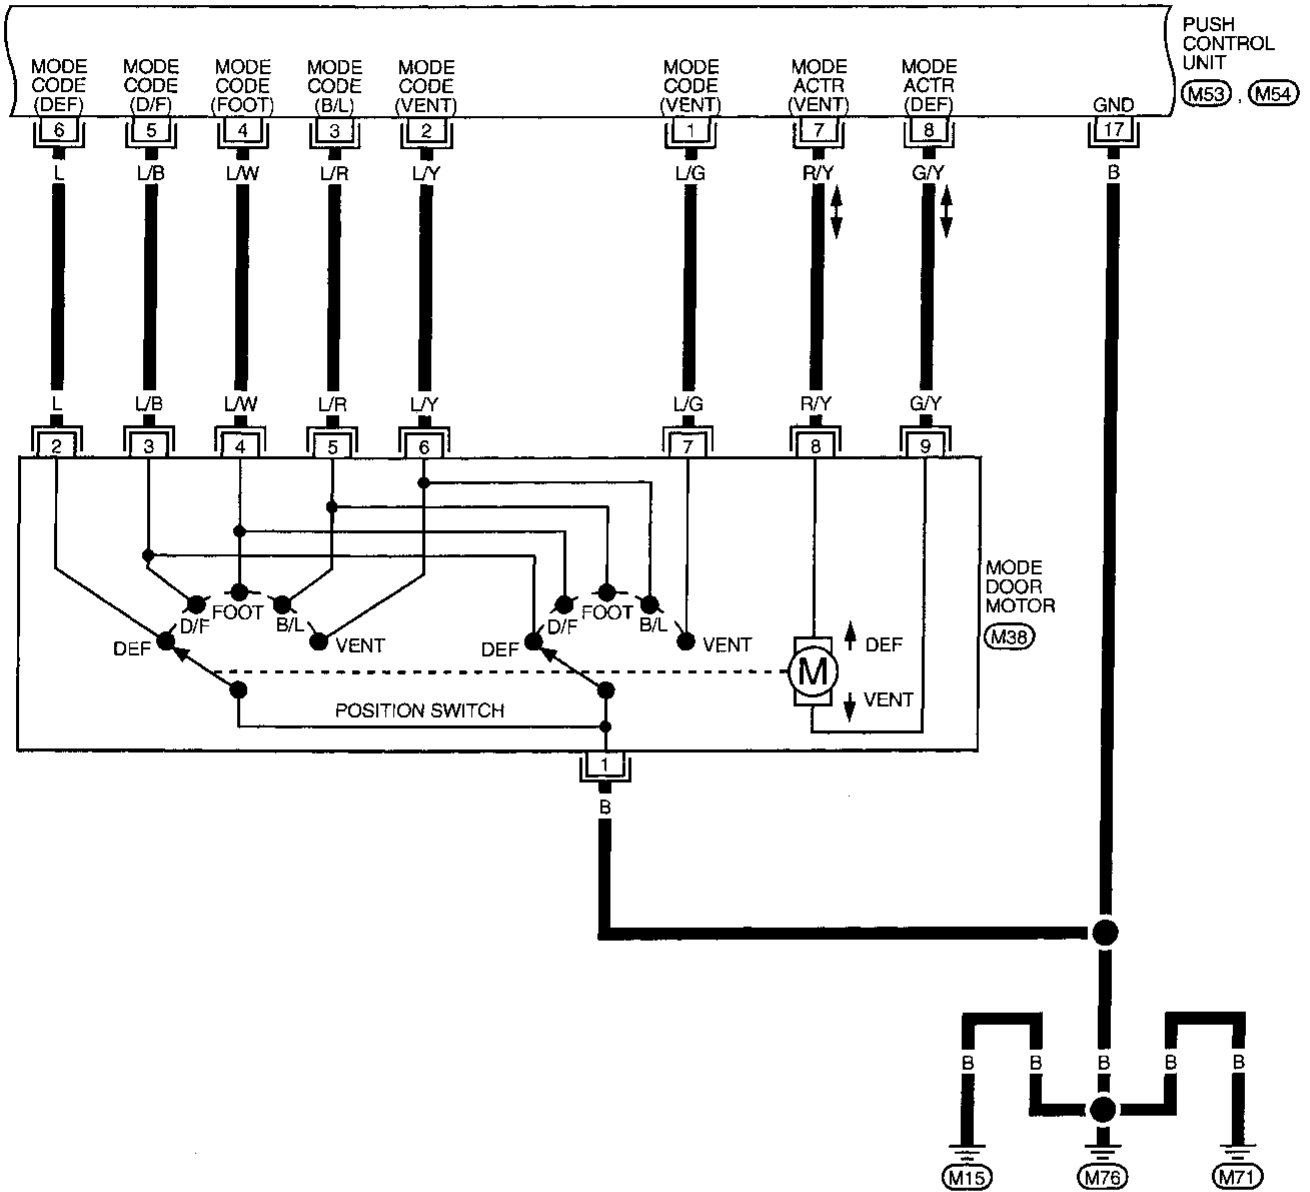 PUSH
CONTROL
UNIT
M53 , M54
MODE CODE (DEF)
MODE CODE (D/F)
MODE CODE (FOOT)
MODE CODE (B/L)
MODE CODE (VENT)
MODE CODE (VENT)
MODE ACTR (VENT)
MODE ACTR (DEF)
GND
6 5 4 3 2 1 7 8 17
L L/B L/W L/R L/Y L/G R/Y G/Y B
L L/B L/W L/R L/Y L/G R/Y G/Y
2 3 4 5 6 7 8 9
MODE
DOOR
MOTOR
M38
DEF D/F FOOT B/L VENT
DEF D/F FOOT B/L VENT
M
DEF
VENT
POSITION SWITCH
1
B
B B B B B
M15 M76 M71